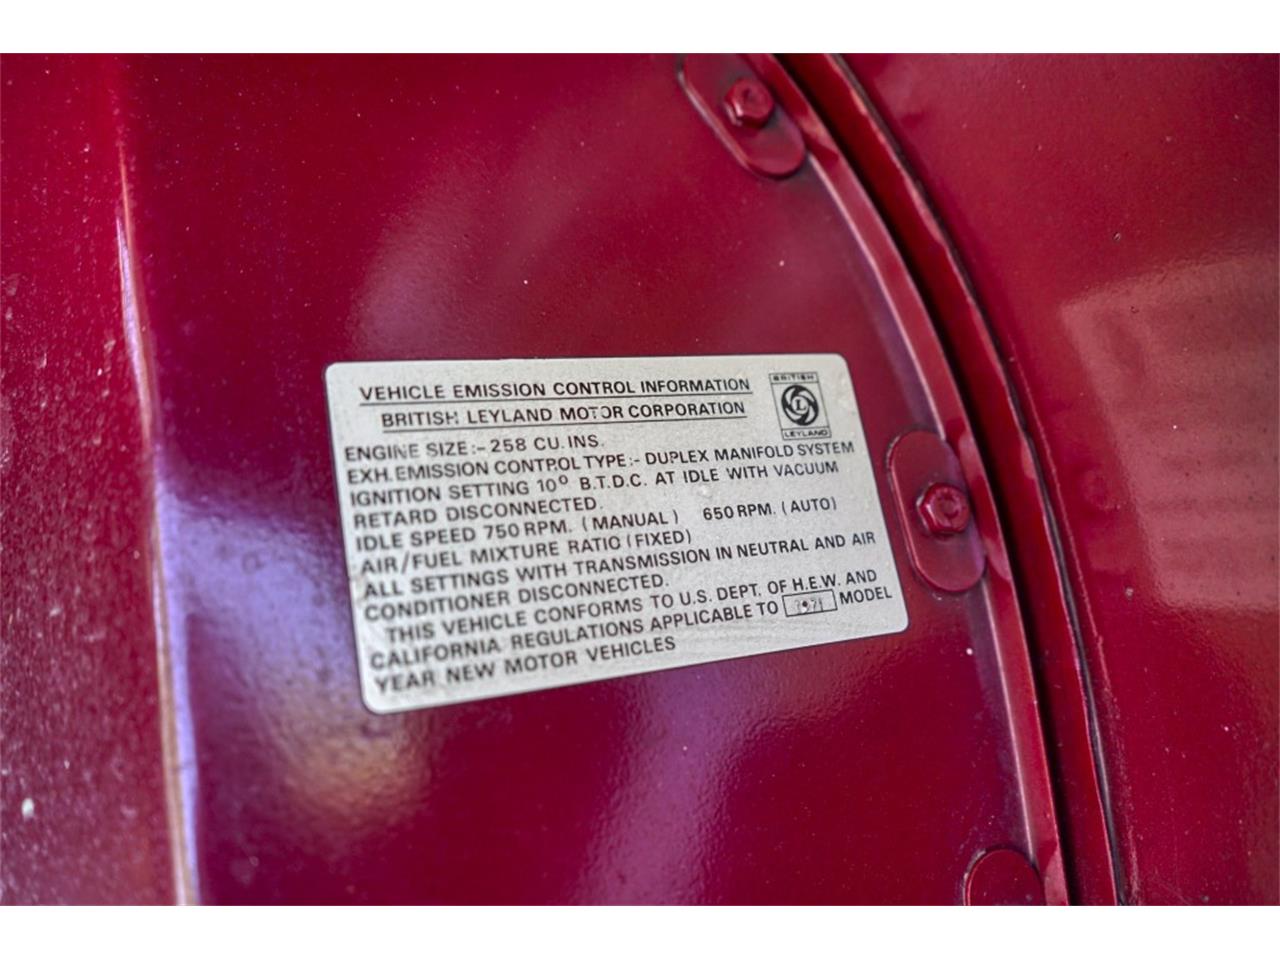 VEHICLE EMISSION CONTROL INFORMATION
BRITISH LEYLAND MOTOR CORPORATION
BRITISH
L
LEYLAND
ENGINE SIZE:- 258 CU. INS.
EXH. EMISSION CONTROL TYPE:- DUPLEX MANIFOLD SYSTEM
IGNITION SETTING 10° B.T.D.C. AT IDLE WITH VACUUM
RETARD DISCONNECTED.
IDLE SPEED 750 RPM. (MANUAL) 650 RPM. (AUTO)
AIR/FUEL MIXTURE RATIO (FIXED)
ALL SETTINGS WITH TRANSMISSION IN NEUTRAL AND AIR
CONDITIONER DISCONNECTED.
THIS VEHICLE CONFORMS TO U.S. DEPT. OF H.E.W. AND
CALIFORNIA REGULATIONS APPLICABLE TO 1971 MODEL
YEAR NEW MOTOR VEHICLES